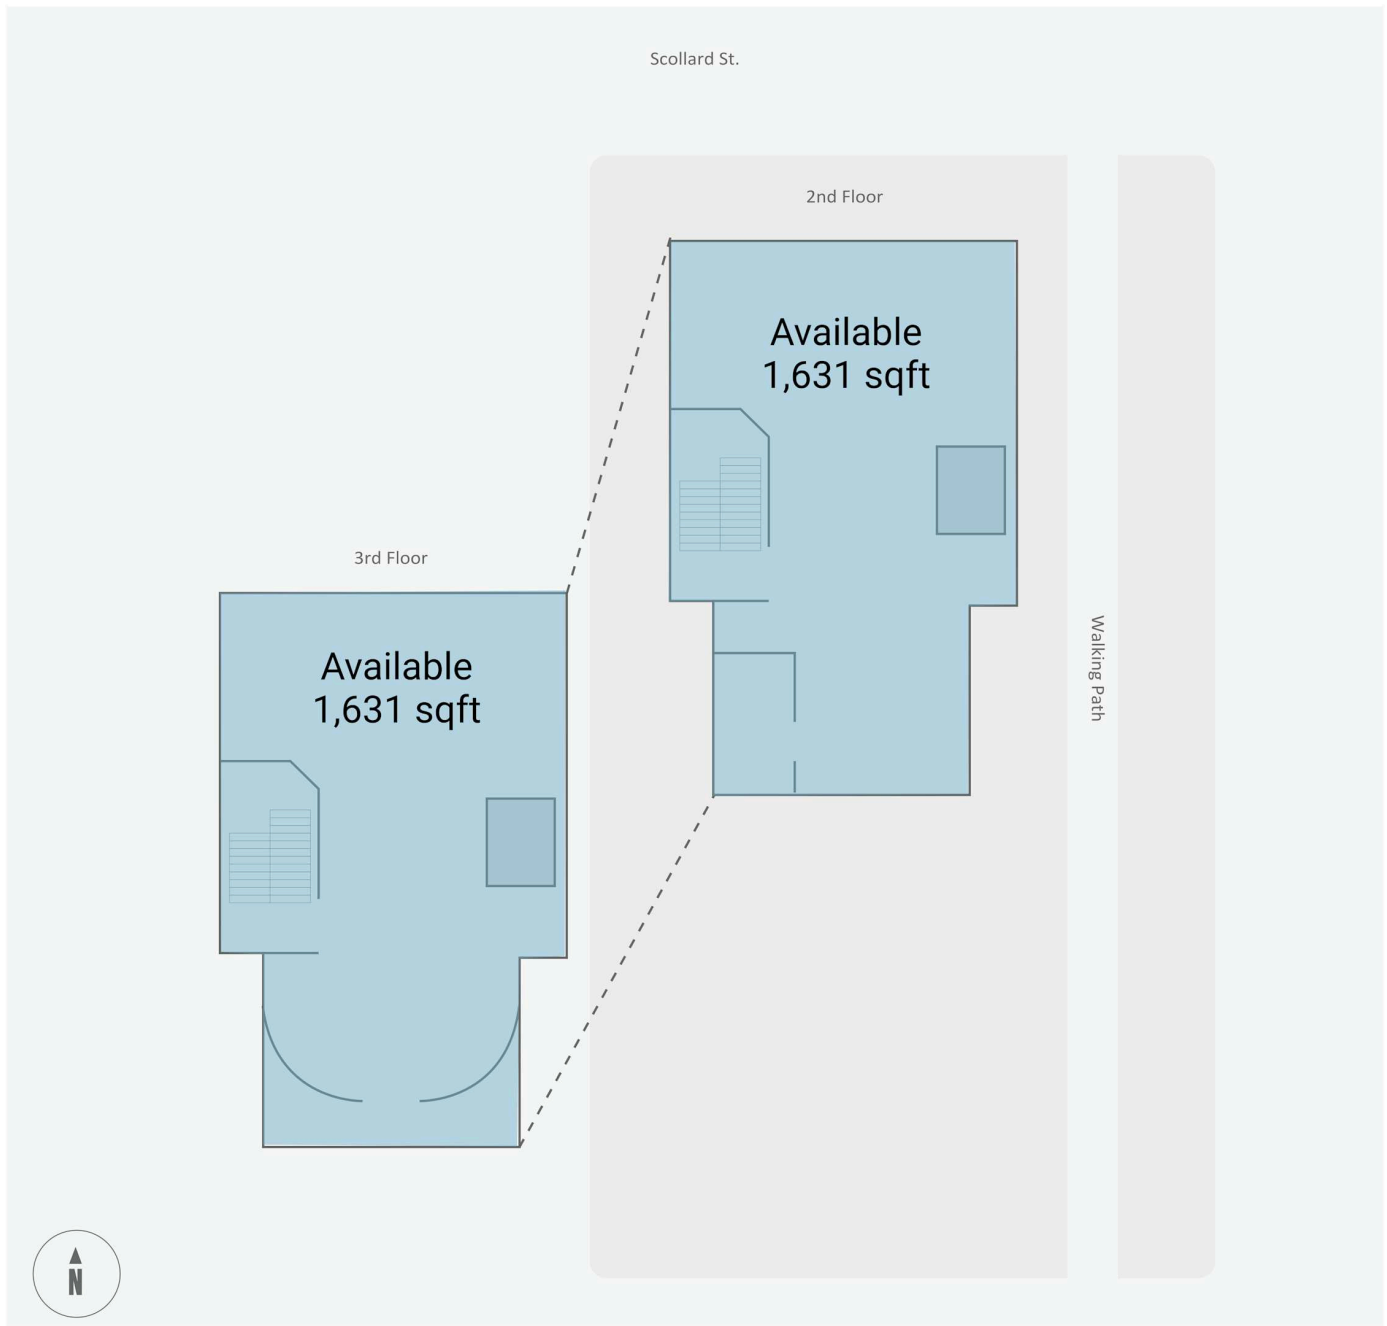 Scollard St.
2nd Floor
Available
1,631 sqft
3rd Floor
Available
1,631 sqft
Walking Path
N